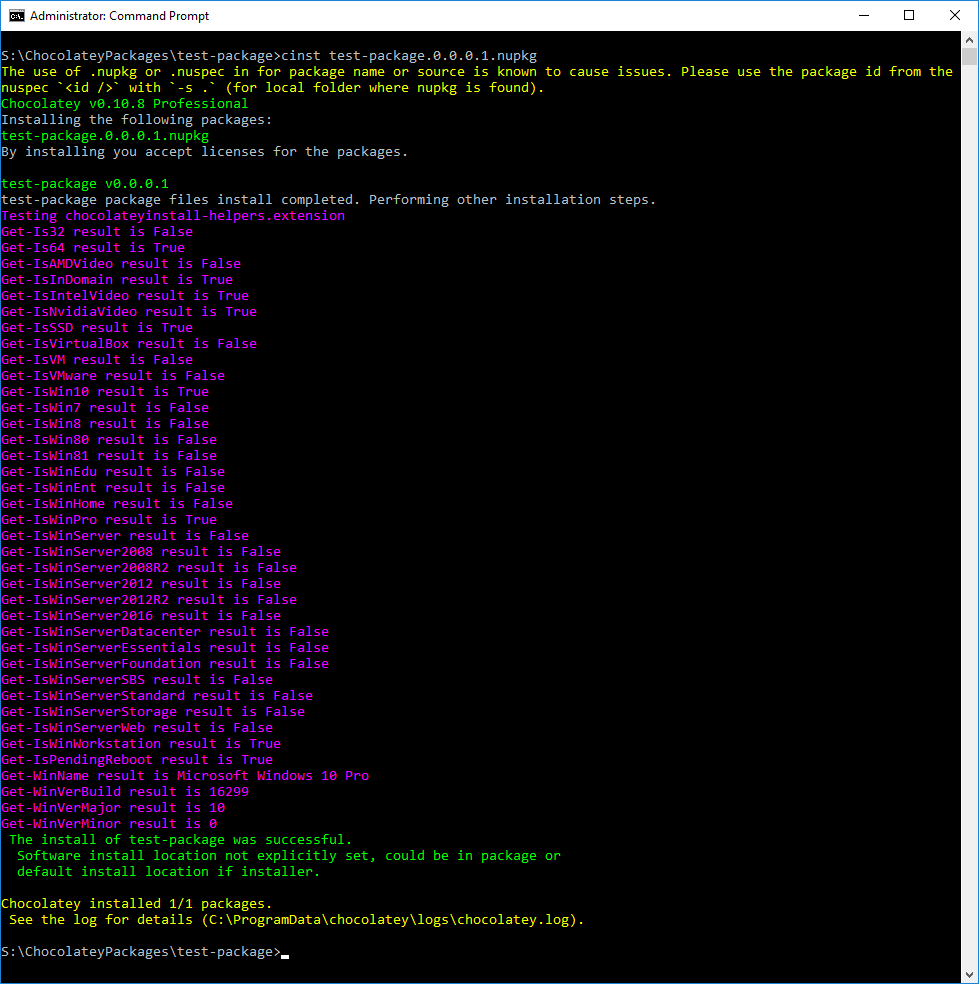 Administrator: Command Prompt
S:\ChocolateyPackages\test-package>cinst test-package.0.0.0.1.nupkg
The use of .nupkg or .nuspec in for package name or source is known to cause issues. Please use the package id from the
nuspec `<id />` with `-s .` (for local folder where nupkg is found).
Chocolatey v0.10.8 Professional
Installing the following packages:
test-package.0.0.0.1.nupkg
By installing you accept licenses for the packages.
test-package v0.0.0.1
test-package package files install completed. Performing other installation steps.
Testing chocolateyinstall-helpers.extension
Get-Is32 result is False
Get-Is64 result is True
Get-IsAMDVideo result is False
Get-IsInDomain result is True
Get-IsIntelVideo result is True
Get-IsNvidiaVideo result is True
Get-IsSSD result is True
Get-IsVirtualBox result is False
Get-IsVM result is False
Get-IsVMware result is False
Get-IsWin10 result is True
Get-IsWin7 result is False
Get-IsWin8 result is False
Get-IsWin80 result is False
Get-IsWin81 result is False
Get-IsWinEdu result is False
Get-IsWinEnt result is False
Get-IsWinHome result is False
Get-IsWinPro result is True
Get-IsWinServer result is False
Get-IsWinServer2008 result is False
Get-IsWinServer2008R2 result is False
Get-IsWinServer2012 result is False
Get-IsWinServer2012R2 result is False
Get-IsWinServer2016 result is False
Get-IsWinServerDatacenter result is False
Get-IsWinServerEssentials result is False
Get-IsWinServerFoundation result is False
Get-IsWinServerSBS result is False
Get-IsWinServerStandard result is False
Get-IsWinServerStorage result is False
Get-IsWinServerWeb result is False
Get-IsWinWorkstation result is True
Get-IsPendingReboot result is True
Get-WinName result is Microsoft Windows 10 Pro
Get-WinVerBuild result is 16299
Get-WinVerMajor result is 10
Get-WinVerMinor result is 0
The install of test-package was successful.
Software install location not explicitly set, could be in package or
default install location if installer.
Chocolatey installed 1/1 packages.
See the log for details (C:\ProgramData\chocolatey\logs\chocolatey.log).
S:\ChocolateyPackages\test-package>